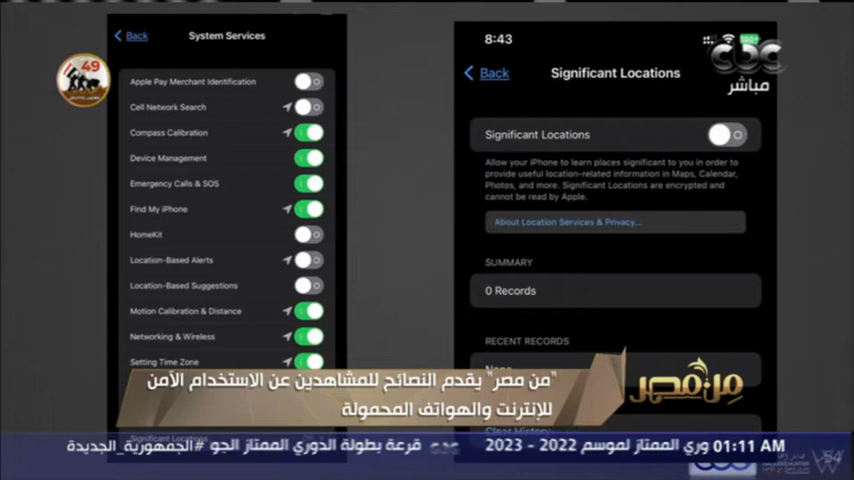 Back
System Services
Apple Pay Merchant Identification
Cell Network Search
Compass Calibration
Device Management
Emergency Calls & SOS
Find My iPhone
HomeKit
Location-Based Alerts
Location-Based Suggestions
Motion Calibration & Distance
Networking & Wireless
Setting Time Zone
8:43
Back
Significant Locations
Significant Locations
Allow your iPhone to learn places significant to you in order to
provide useful location-related information in Maps, Calendar,
Photos, and more. Significant Locations are encrypted and
cannot be read by Apple.
About Location Services & Privacy...
SUMMARY
0 Records
RECENT RECORDS
Clear History
49
cbc
مباشر
"من مصر" يقدم النصائح للمشاهدين عن الاستخدام الآمن
للإنترنت والهواتف المحمولة
من مصر
01:11 AM
وري الممتاز لموسم 2022 - 2023 cbc قرعة بطولة الدوري الممتاز الجو #الجمهورية_الجديدة